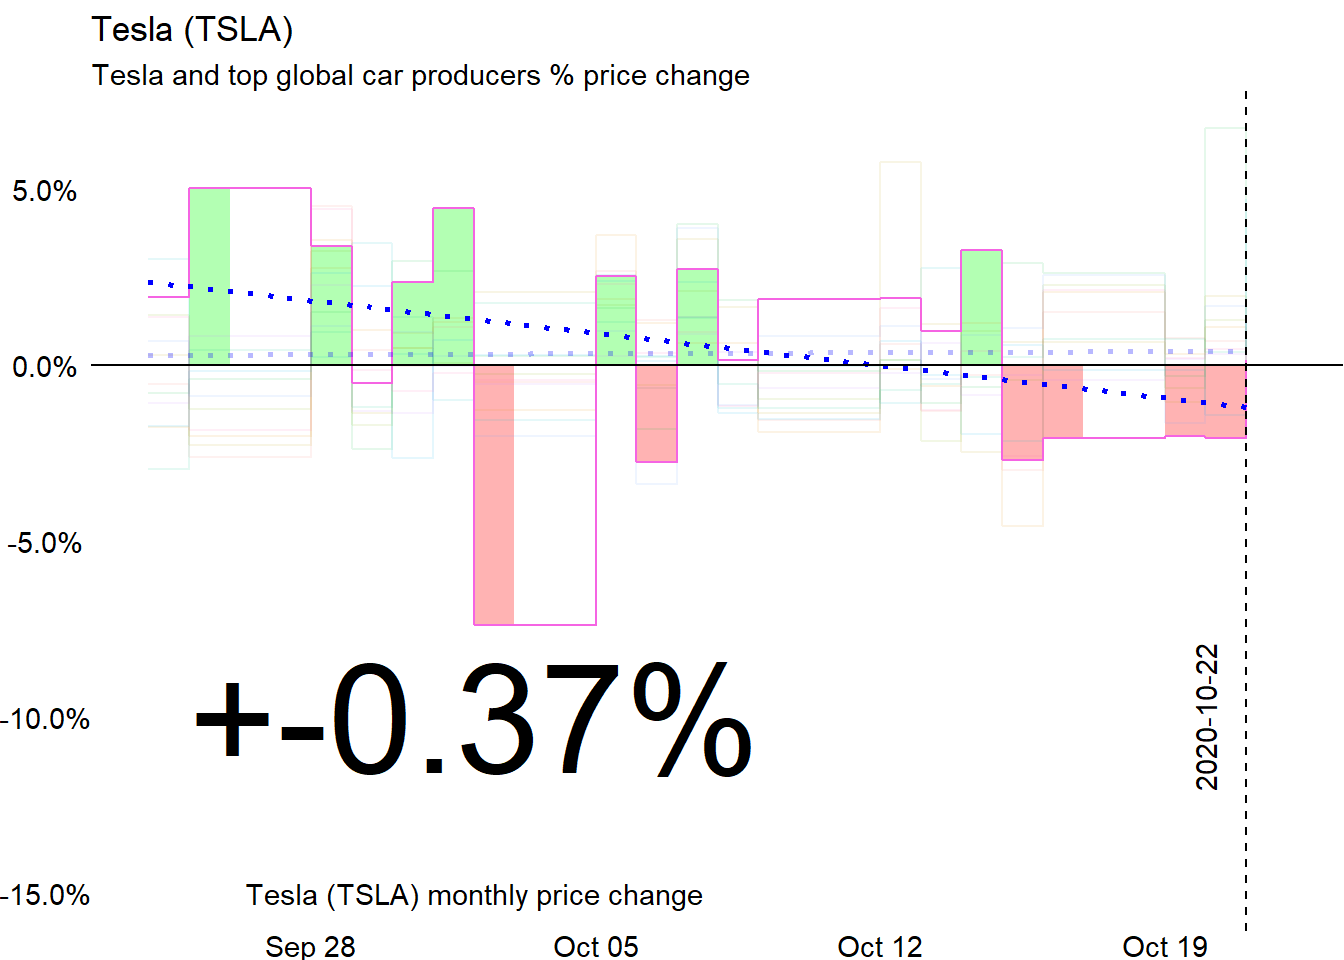 Tesla (TSLA)
Tesla and top global car producers % price change
5.0%
0.0%
-5.0%
-10.0%
-15.0%
+-0.37%
Tesla (TSLA) monthly price change
2020-10-22
Sep 28
Oct 05
Oct 12
Oct 19